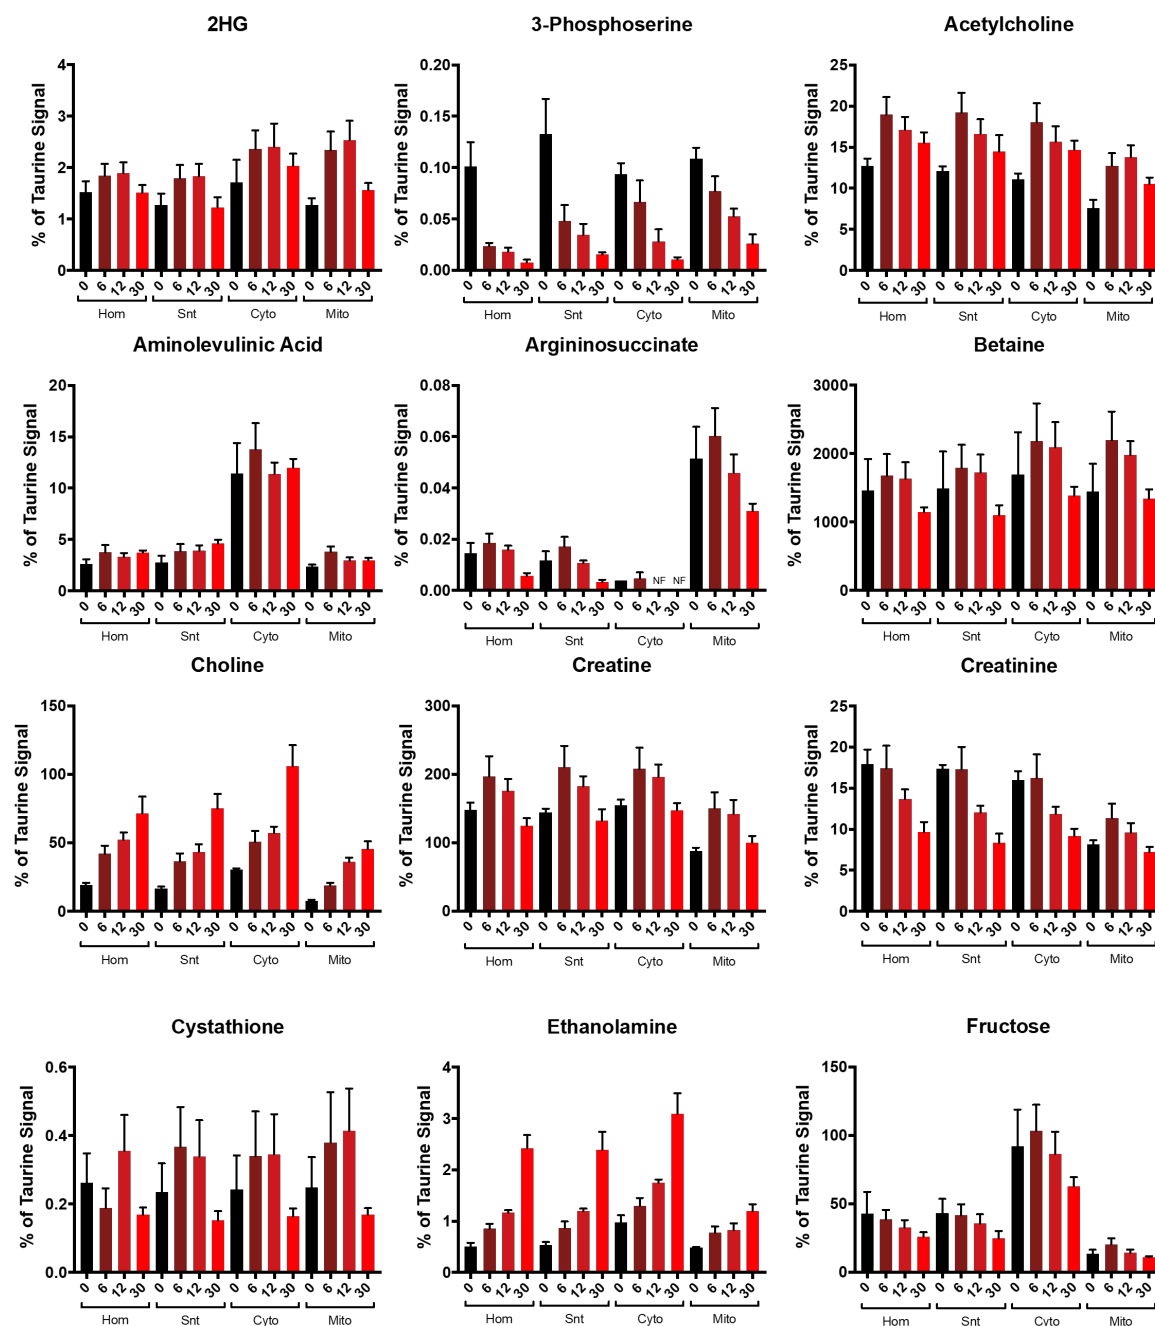 2HG
3-Phosphoserine
Acetylcholine
% of Taurine Signal
4
3
2
1
0
0 6 12 30 0 6 12 30 0 6 12 30 0 6 12 30
Hom Snt Cyto Mito
% of Taurine Signal
0.20
0.15
0.10
0.05
0.00
0 6 12 30 0 6 12 30 0 6 12 30 0 6 12 30
Hom Snt Cyto Mito
% of Taurine Signal
25
20
15
10
5
0
0 6 12 30 0 6 12 30 0 6 12 30 0 6 12 30
Hom Snt Cyto Mito
Aminolevulinic Acid
Argininosuccinate
Betaine
% of Taurine Signal
20
15
10
5
0
0 6 12 30 0 6 12 30 0 6 12 30 0 6 12 30
Hom Snt Cyto Mito
% of Taurine Signal
0.08
0.06
0.04
0.02
0.00
NF NF
0 6 12 30 0 6 12 30 0 6 12 30 0 6 12 30
Hom Snt Cyto Mito
% of Taurine Signal
3000
2000
1000
0
0 6 12 30 0 6 12 30 0 6 12 30 0 6 12 30
Hom Snt Cyto Mito
Choline
Creatine
Creatinine
% of Taurine Signal
150
100
50
0
0 6 12 30 0 6 12 30 0 6 12 30 0 6 12 30
Hom Snt Cyto Mito
% of Taurine Signal
300
200
100
0
0 6 12 30 0 6 12 30 0 6 12 30 0 6 12 30
Hom Snt Cyto Mito
% of Taurine Signal
25
20
15
10
5
0
0 6 12 30 0 6 12 30 0 6 12 30 0 6 12 30
Hom Snt Cyto Mito
Cystathione
Ethanolamine
Fructose
% of Taurine Signal
0.6
0.4
0.2
0.0
0 6 12 30 0 6 12 30 0 6 12 30 0 6 12 30
Hom Snt Cyto Mito
% of Taurine Signal
4
3
2
1
0
0 6 12 30 0 6 12 30 0 6 12 30 0 6 12 30
Hom Snt Cyto Mito
% of Taurine Signal
150
100
50
0
0 6 12 30 0 6 12 30 0 6 12 30 0 6 12 30
Hom Snt Cyto Mito